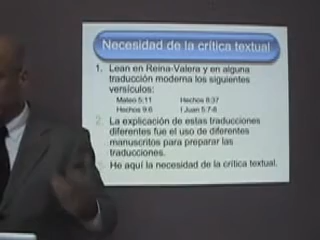 Necesidad de la crítica textual
1. Lean en Reina-Valera y en alguna
traducción moderna los siguientes
versículos:
Mateo 5:11 Hechos 8:37
Hechos 9:6 1 Juan 5:7-8
2. La explicación de estas traducciones
diferentes fue el uso de diferentes
manuscritos para preparar las
traducciones.
He aquí la necesidad de la crítica textual.